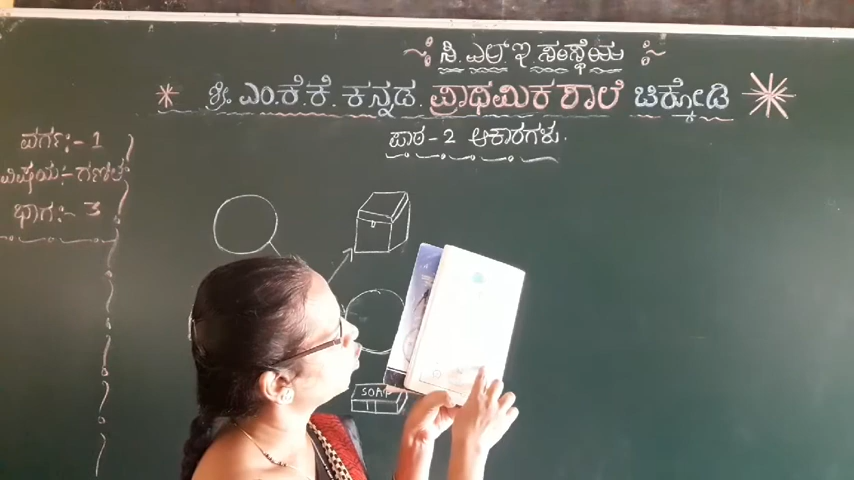 ಸಿ.ಎಲ್.ಇ ಸಂಸ್ಥೆಯ
ಶ್ರೀ. ಎಂ.ಕೆ.ಕೆ. ಕನ್ನಡ ಪ್ರಾಥಮಿಕ ಶಾಲೆ ಚಿಕ್ಕೋಡಿ
ಪಾಠ-2 ಆಕಾರಗಳು.
ವರ್ಗ:-1
ವಿಷಯ:-ಗಣಿತ
ಭಾಗ:-3
SOAP